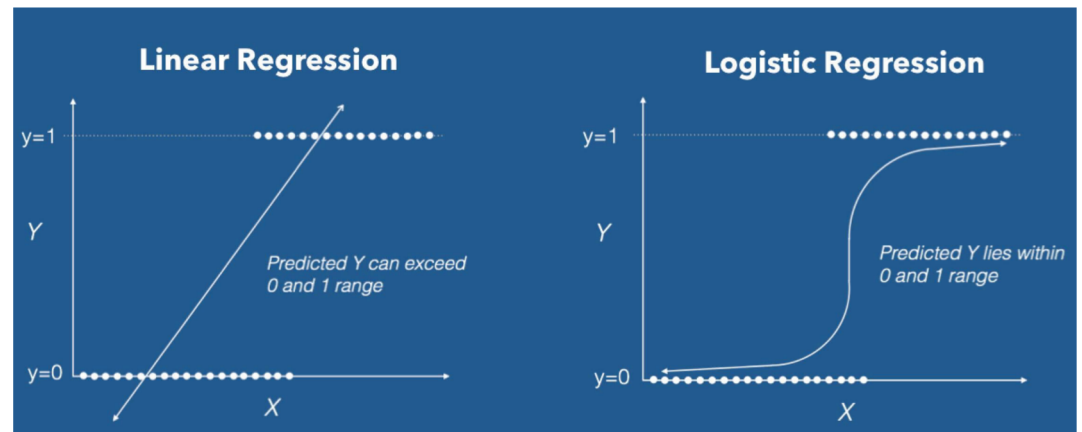 Linear Regression
y=1
Y
Predicted Y can exceed
0 and 1 range
y=0
X
Logistic Regression
y=1
Y
Predicted Y lies within
0 and 1 range
y=0
X